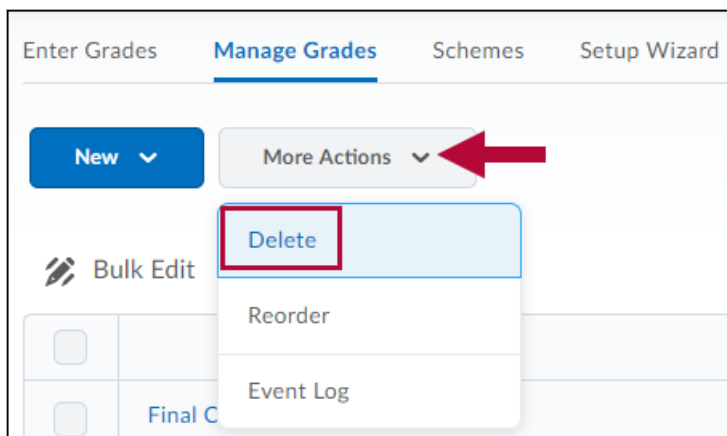 Enter Grades Manage Grades Schemes Setup Wizard
New More Actions
Delete
Bulk Edit
Reorder
Event Log
Final